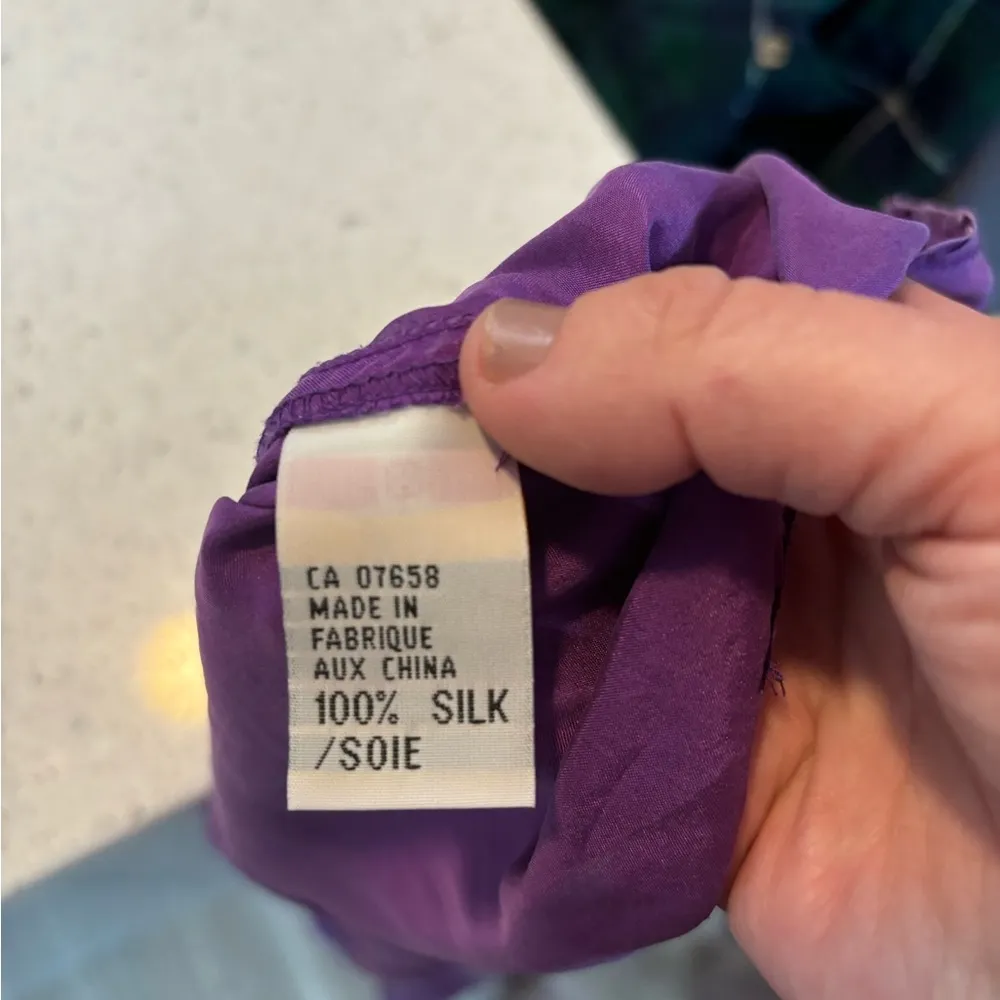 CA 07658
MADE IN
FABRIQUE
AUX CHINA
100% SILK
/SOIE